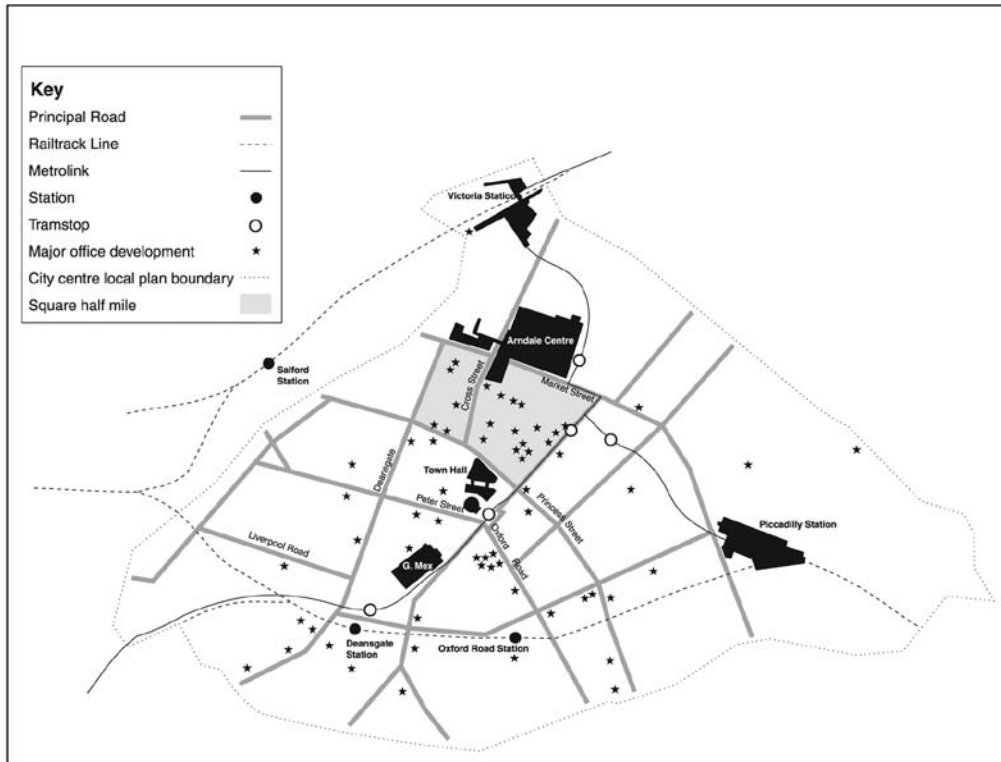 Key
Principal Road
Railtrack Line
Metrolink
Station
Tramstop
Major office development
City centre local plan boundary
Square half mile
Victoria Station
Arndale Centre
Salford
Station
Cross Street
Market Street
Deansgate
Town Hall
Peter Street
Princess Street
Oxford Road
Piccadilly Station
Liverpool Road
G. Mex
Deansgate
Station
Oxford Road Station